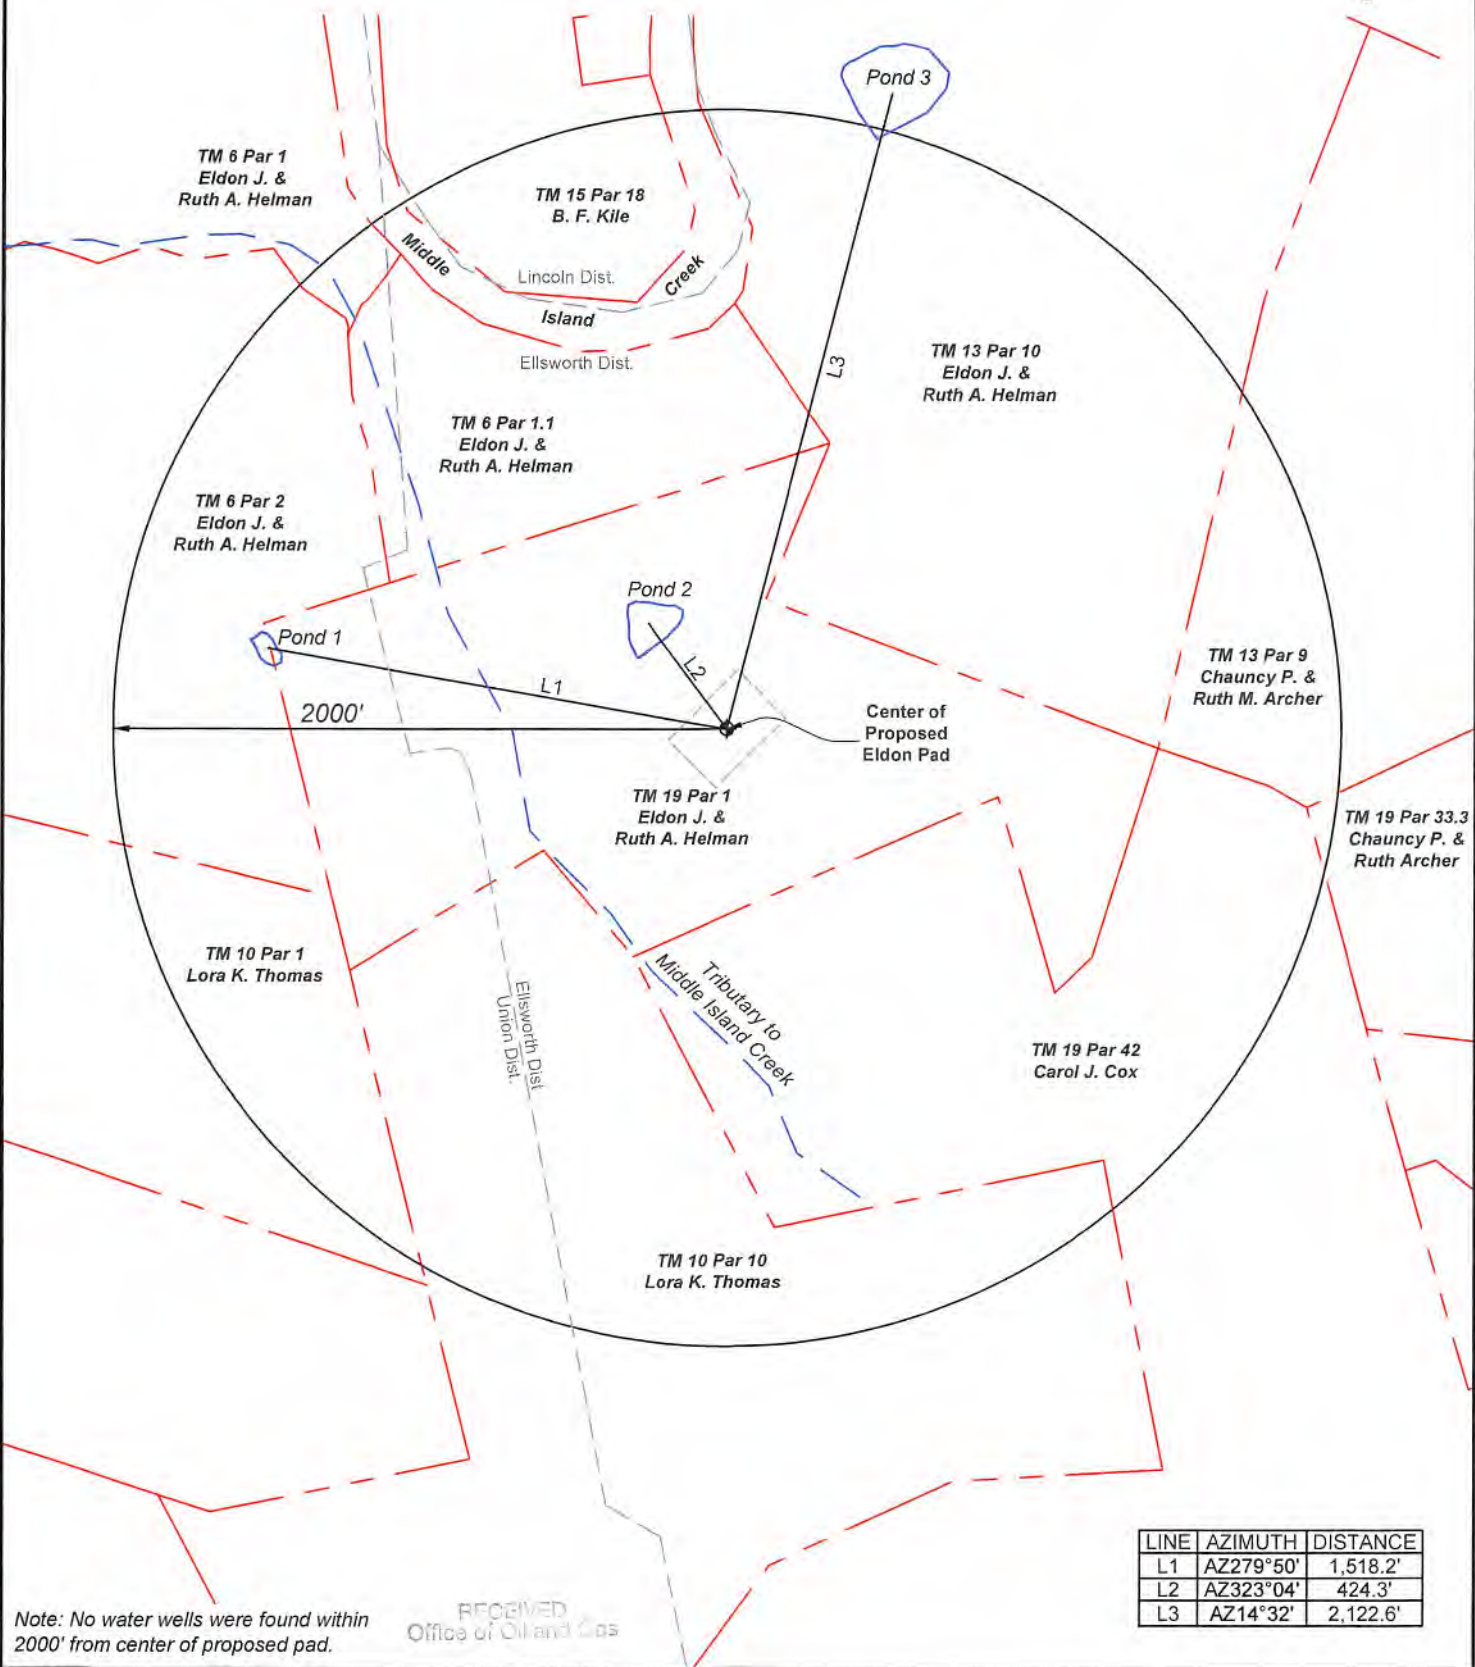 Pond 3
TM 6 Par 1
Eldon J. &
Ruth A. Helman
TM 15 Par 18
B. F. Kile
Middle
Island
Creek
Lincoln Dist.
Ellsworth Dist.
L3
TM 13 Par 10
Eldon J. &
Ruth A. Helman
TM 6 Par 1.1
Eldon J. &
Ruth A. Helman
TM 6 Par 2
Eldon J. &
Ruth A. Helman
Pond 2
Pond 1
L2
L1
2000'
TM 13 Par 9
Chauncy P. &
Ruth M. Archer
Center of
Proposed
Eldon Pad
TM 19 Par 1
Eldon J. &
Ruth A. Helman
TM 19 Par 33.3
Chauncy P. &
Ruth Archer
TM 10 Par 1
Lora K. Thomas
Ellsworth Dist
Union Dist.
Tributary to
Middle Island Creek
TM 19 Par 42
Carol J. Cox
TM 10 Par 10
Lora K. Thomas
LINE AZIMUTH DISTANCE
L1 AZ279°50' 1,518.2'
L2 AZ323°04' 424.3'
L3 AZ14°32' 2,122.6'
Note: No water wells were found within
2000' from center of proposed pad.
RECEIVED
Office of Oil and Gas